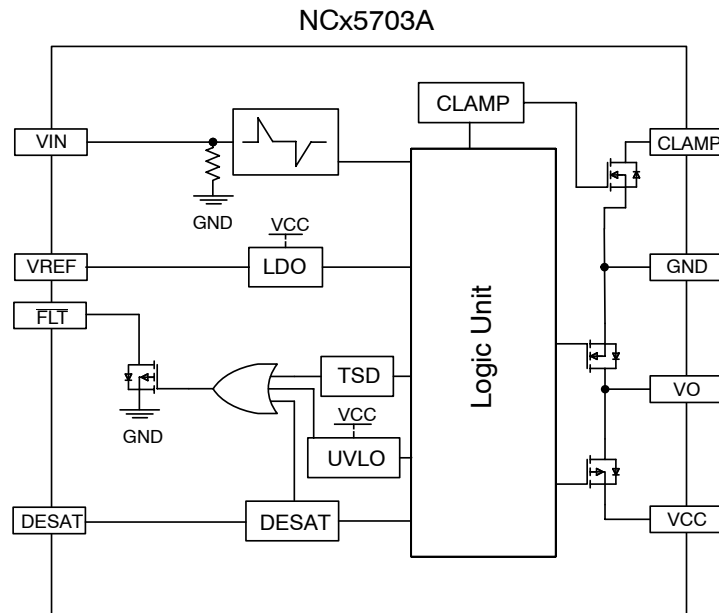 NCx5703A
CLAMP
VIN
CLAMP
GND
VCC
VREF
LDO
GND
FLT
Logic Unit
TSD
VO
GND
VCC
UVLO
DESAT
DESAT
VCC